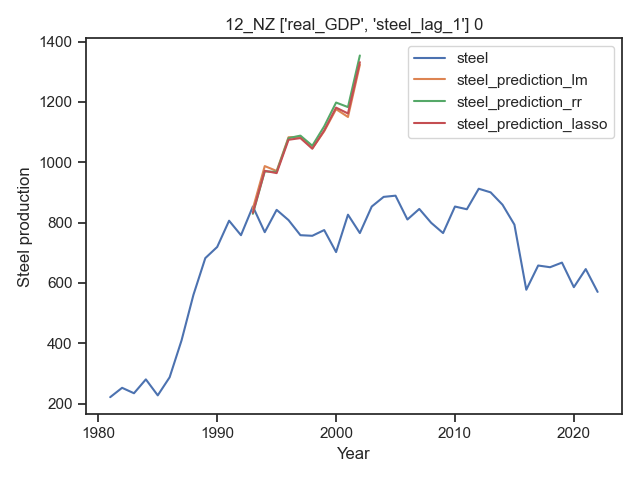 12_NZ ['real_GDP', 'steel_lag_1'] 0
1400
1200
1000
800
600
400
200
Steel production
steel
steel_prediction_lm
steel_prediction_rr
steel_prediction_lasso
1980
1990
2000
2010
2020
Year